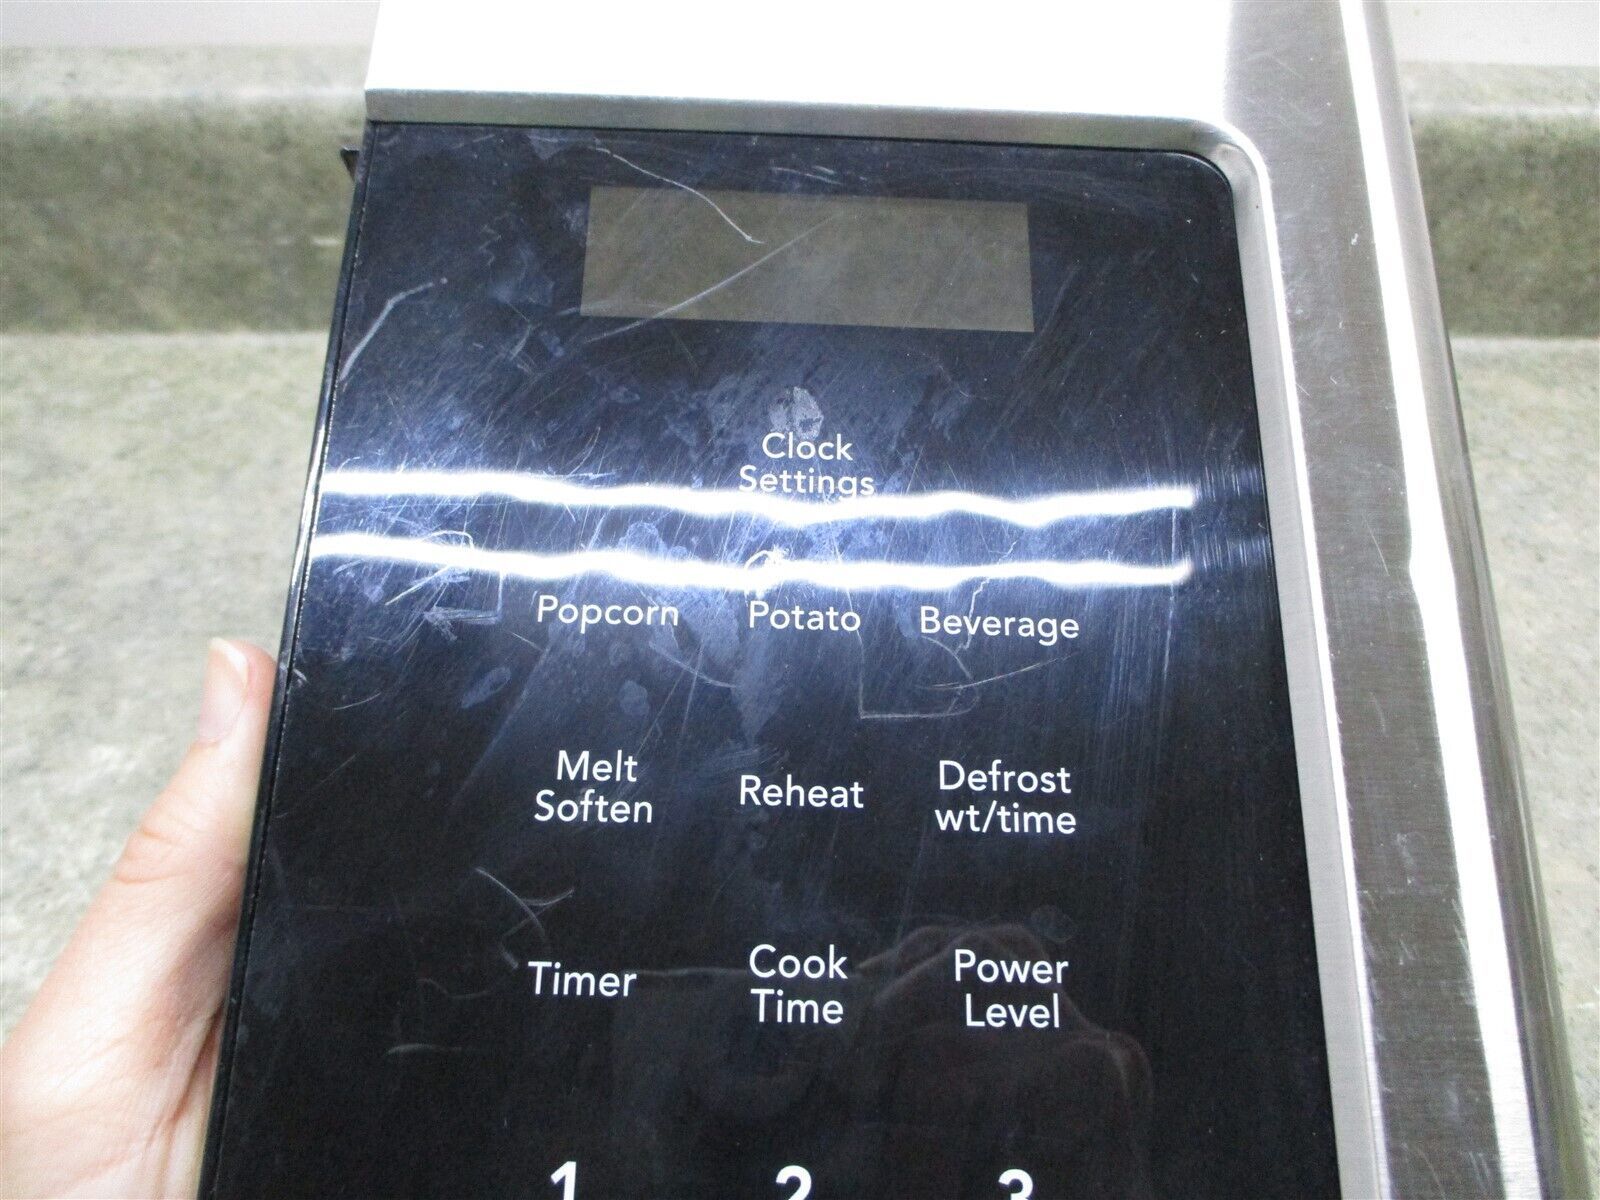 Clock
Settings
Popcorn Potato Beverage
Melt
Soften
Reheat
Defrost
wt/time
Timer
Cook
Time
Power
Level
1 2 3